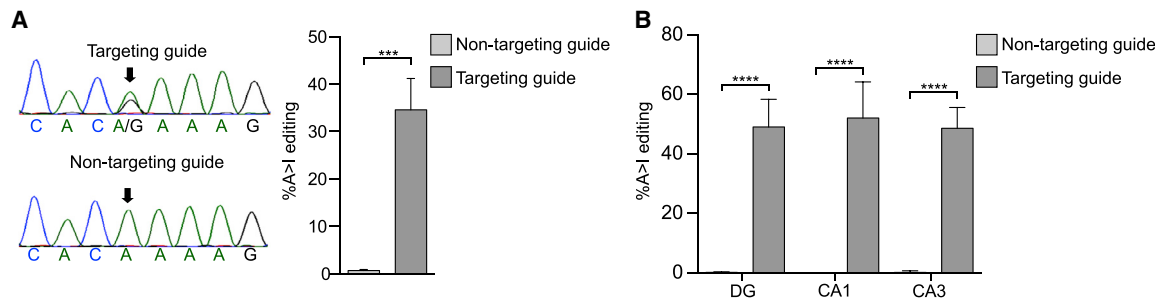 A
Targeting guide
C A C A/G A A A G
Non-targeting guide
C A C A A A A G
%A>I editing
50
40
30
20
10
0
***
Non-targeting guide
Targeting guide
B
%A>I editing
80
60
40
20
0
****
****
****
DG CA1 CA3
Non-targeting guide
Targeting guide